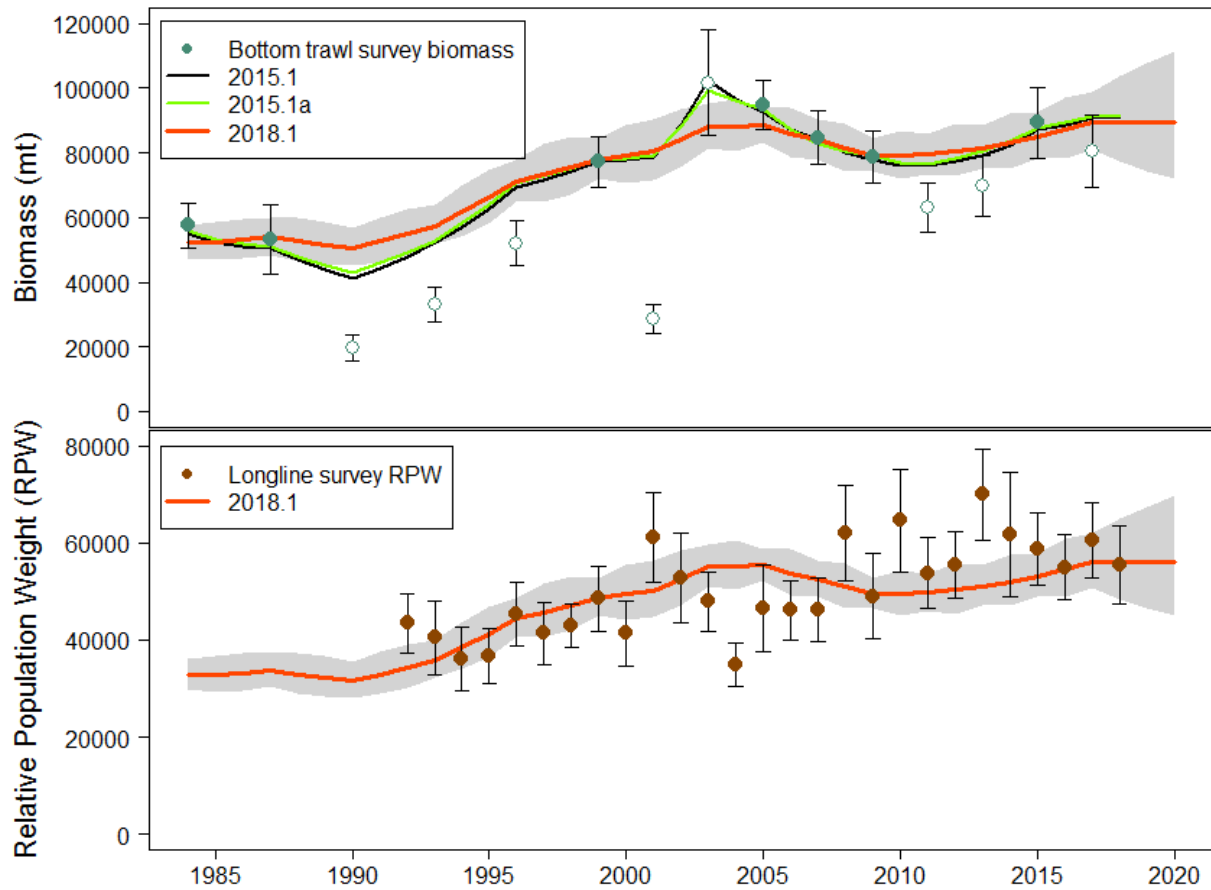 Biomass (mt)
120000
100000
80000
60000
40000
20000
0
Bottom trawl survey biomass
2015.1
2015.1a
2018.1
Relative Population Weight (RPW)
80000
60000
40000
20000
0
Longline survey RPW
2018.1
1985 1990 1995 2000 2005 2010 2015 2020